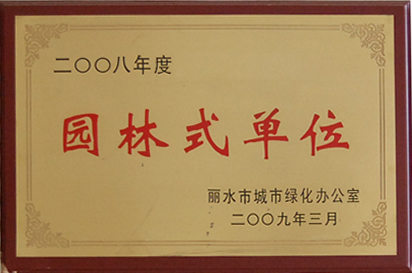 二〇〇八年度
园林式单位
丽水市城市绿化办公室
二〇〇九年三月